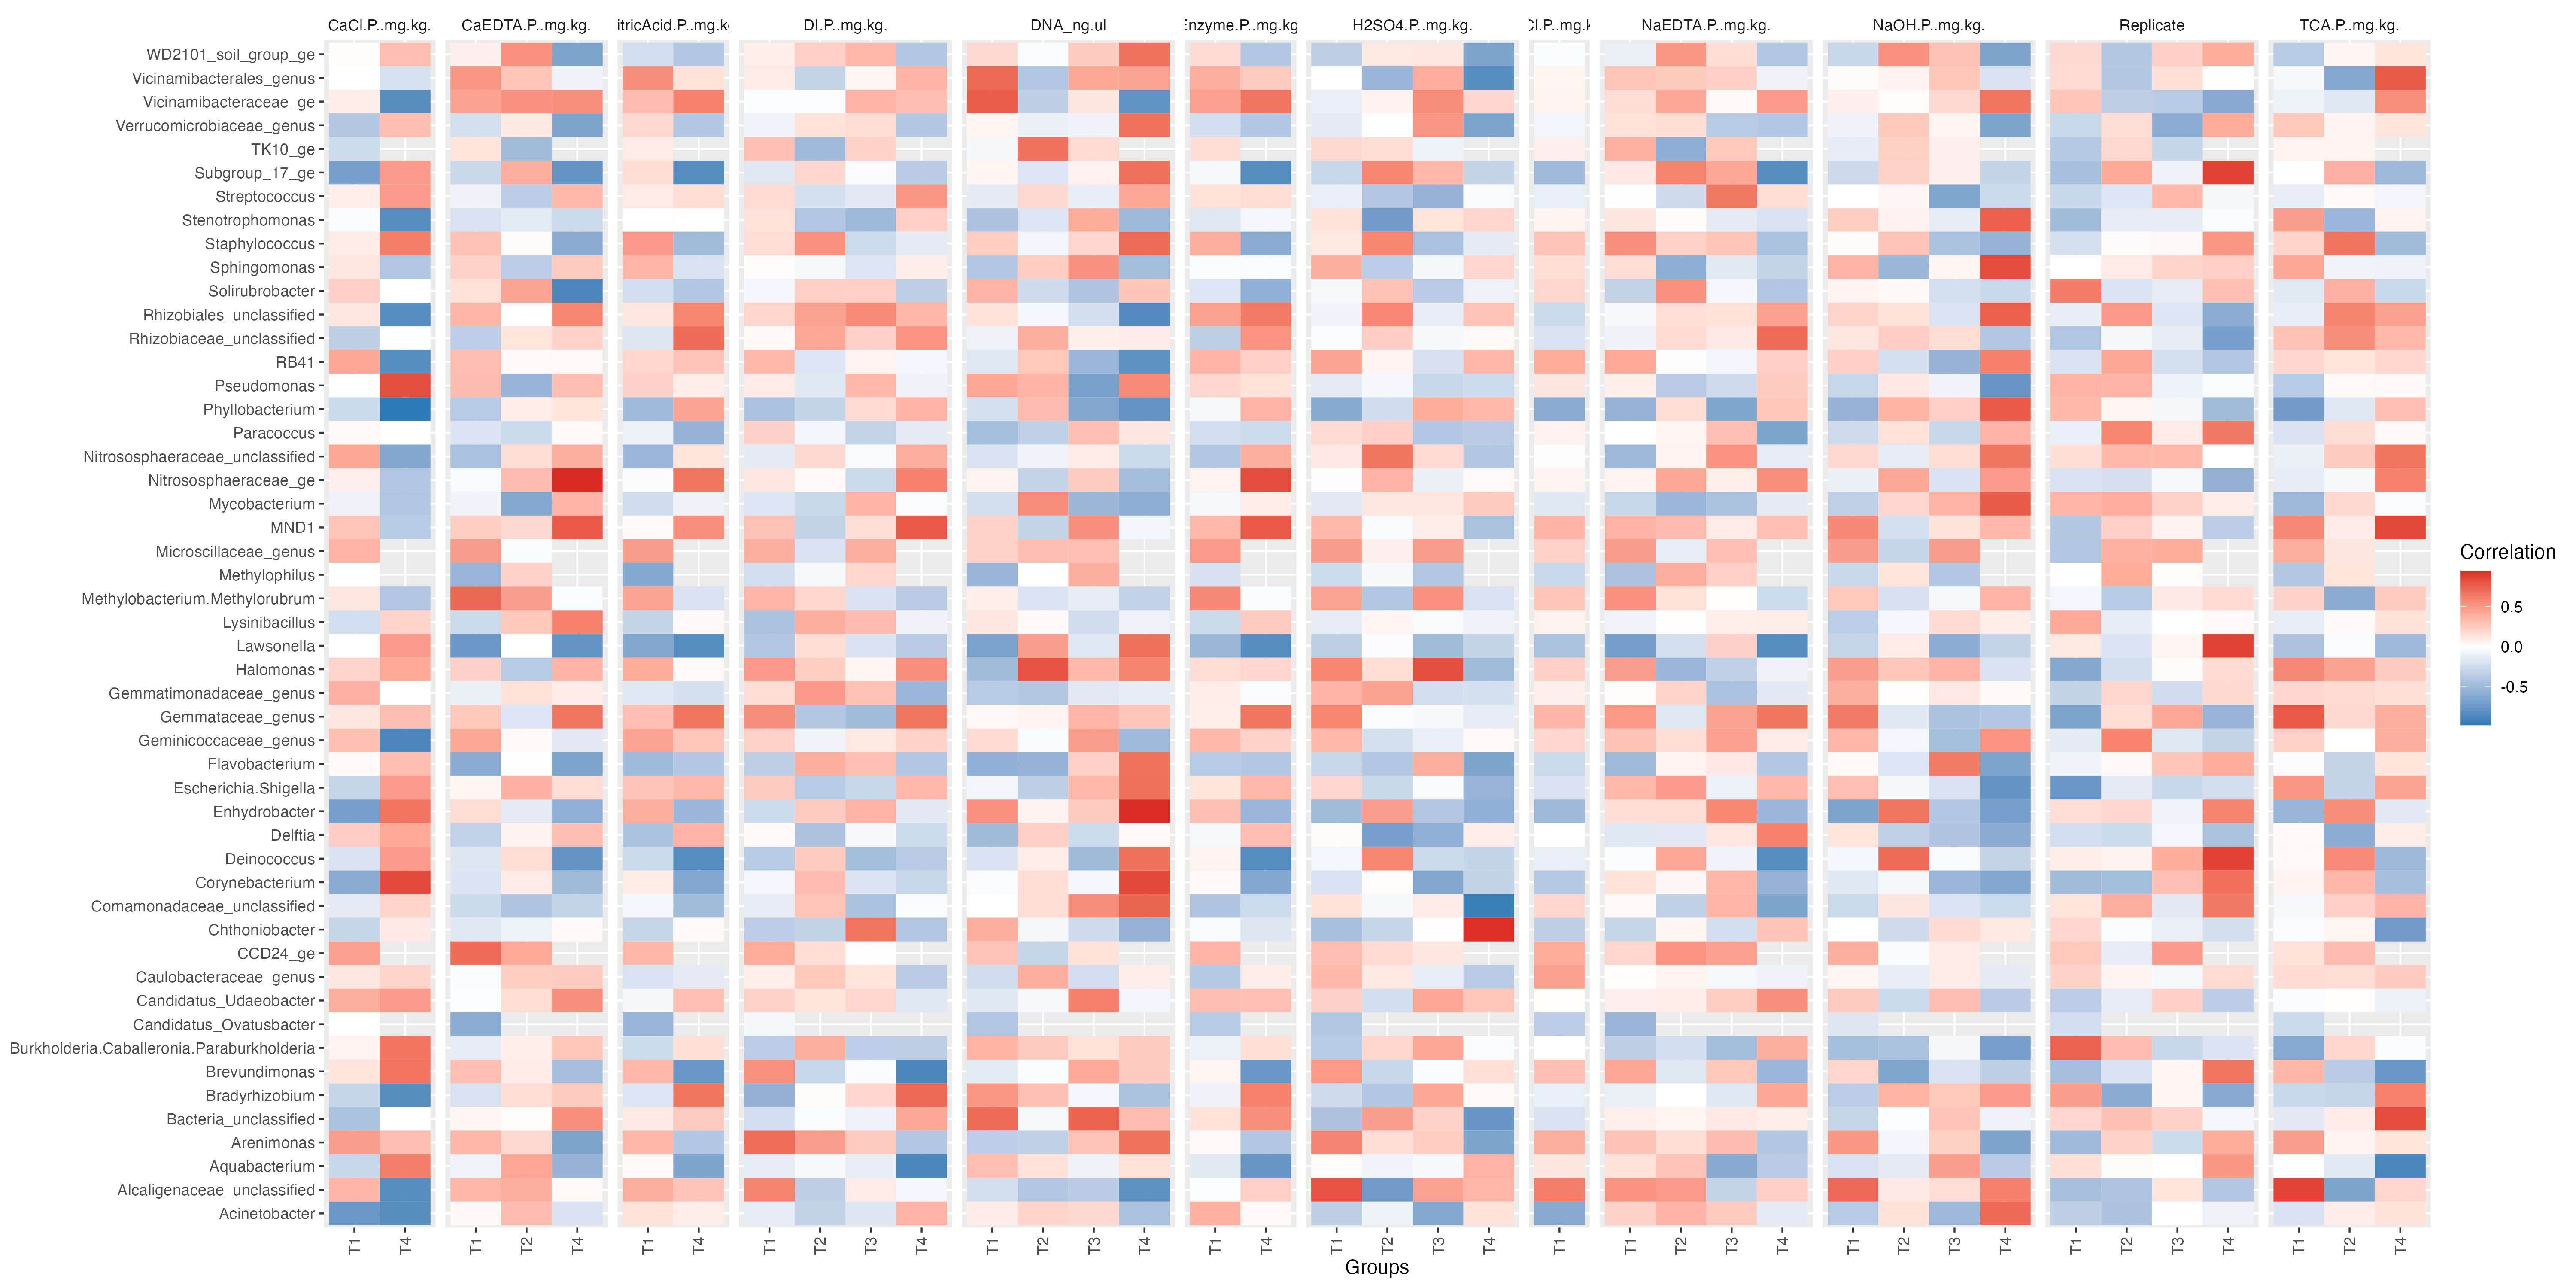 CaCl.P..mg.kg. CaEDTA.P..mg.kg. itricAcid.P..mg.kg DI.P..mg.kg. DNA_ng.ul Enzyme.P..mg.kg H2SO4.P..mg.kg. Cl.P..mg.k NaEDTA.P..mg.kg. NaOH.P..mg.kg. Replicate TCA.P..mg.kg.
WD2101_soil_group_ge
Vicinamibacterales_genus
Vicinamibacteraceae_ge
Verrucomicrobiaceae_genus
TK10_ge
Subgroup_17_ge
Streptococcus
Stenotrophomonas
Staphylococcus
Sphingomonas
Solirubrobacter
Rhizobiales_unclassified
Rhizobiaceae_unclassified
RB41
Pseudomonas
Phyllobacterium
Paracoccus
Nitrososphaeraceae_unclassified
Nitrososphaeraceae_ge
Mycobacterium
MND1
Microscillaceae_genus
Methylophilus
Methylobacterium.Methylorubrum
Lysinibacillus
Lawsonella
Halomonas
Gemmatimonadaceae_genus
Gemmataceae_genus
Geminicoccaceae_genus
Flavobacterium
Escherichia.Shigella
Enhydrobacter
Delftia
Deinococcus
Corynebacterium
Comamonadaceae_unclassified
Chthoniobacter
CCD24_ge
Caulobacteraceae_genus
Candidatus_Udaeobacter
Candidatus_Ovatusbacter
Burkholderia.Caballeronia.Paraburkholderia
Brevundimonas
Bradyrhizobium
Bacteria_unclassified
Arenimonas
Aquabacterium
Alcaligenaceae_unclassified
Acinetobacter
T1 T4 T1 T2 T4 T1 T4 T1 T2 T3 T4 T1 T2 T3 T4 T1 T4 T1 T2 T3 T4 T1 T1 T2 T3 T4 T1 T2 T3 T4 T1 T2 T3 T4 T1 T2 T4
Groups
Correlation
0.5
0.0
-0.5